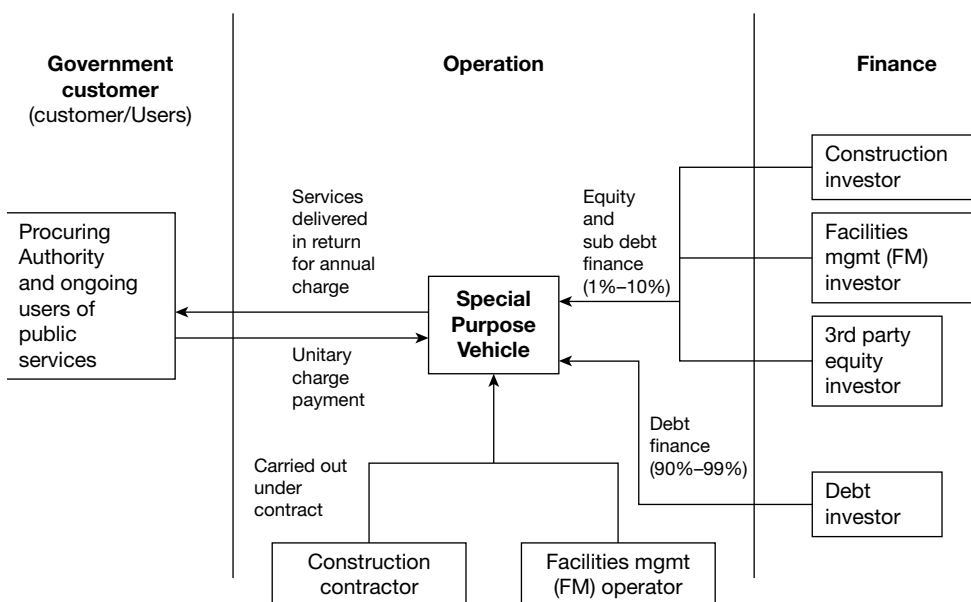 Government
customer
(customer/Users)
Operation
Finance
Procuring
Authority
and ongoing
users of
public
services
Services
delivered
in return
for annual
charge
Unitary
charge
payment
Special
Purpose
Vehicle
Equity
and
sub debt
finance
(1%–10%)
Construction
investor
Facilities
mgmt (FM)
investor
3rd party
equity
investor
Debt
finance
(90%–99%)
Debt
investor
Carried out
under
contract
Construction
contractor
Facilities mgmt
(FM) operator